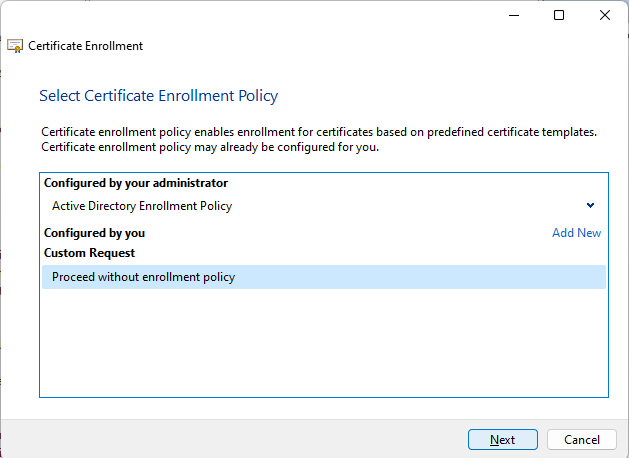 Certificate Enrollment
Select Certificate Enrollment Policy
Certificate enrollment policy enables enrollment for certificates based on predefined certificate templates.
Certificate enrollment policy may already be configured for you.
Configured by your administrator
Active Directory Enrollment Policy
Configured by you Add New
Custom Request
Proceed without enrollment policy
Next Cancel